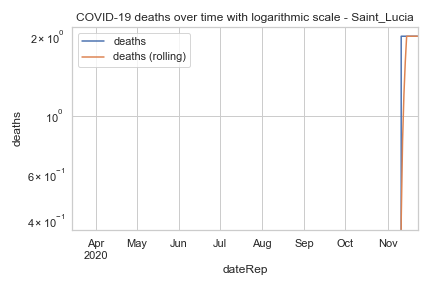 COVID-19 deaths over time with logarithmic scale - Saint_Lucia
deaths
deaths (rolling)
2 × 10⁰
10⁰
6 × 10⁻¹
4 × 10⁻¹
deaths
Apr
2020
May
Jun
Jul
Aug
Sep
Oct
Nov
dateRep